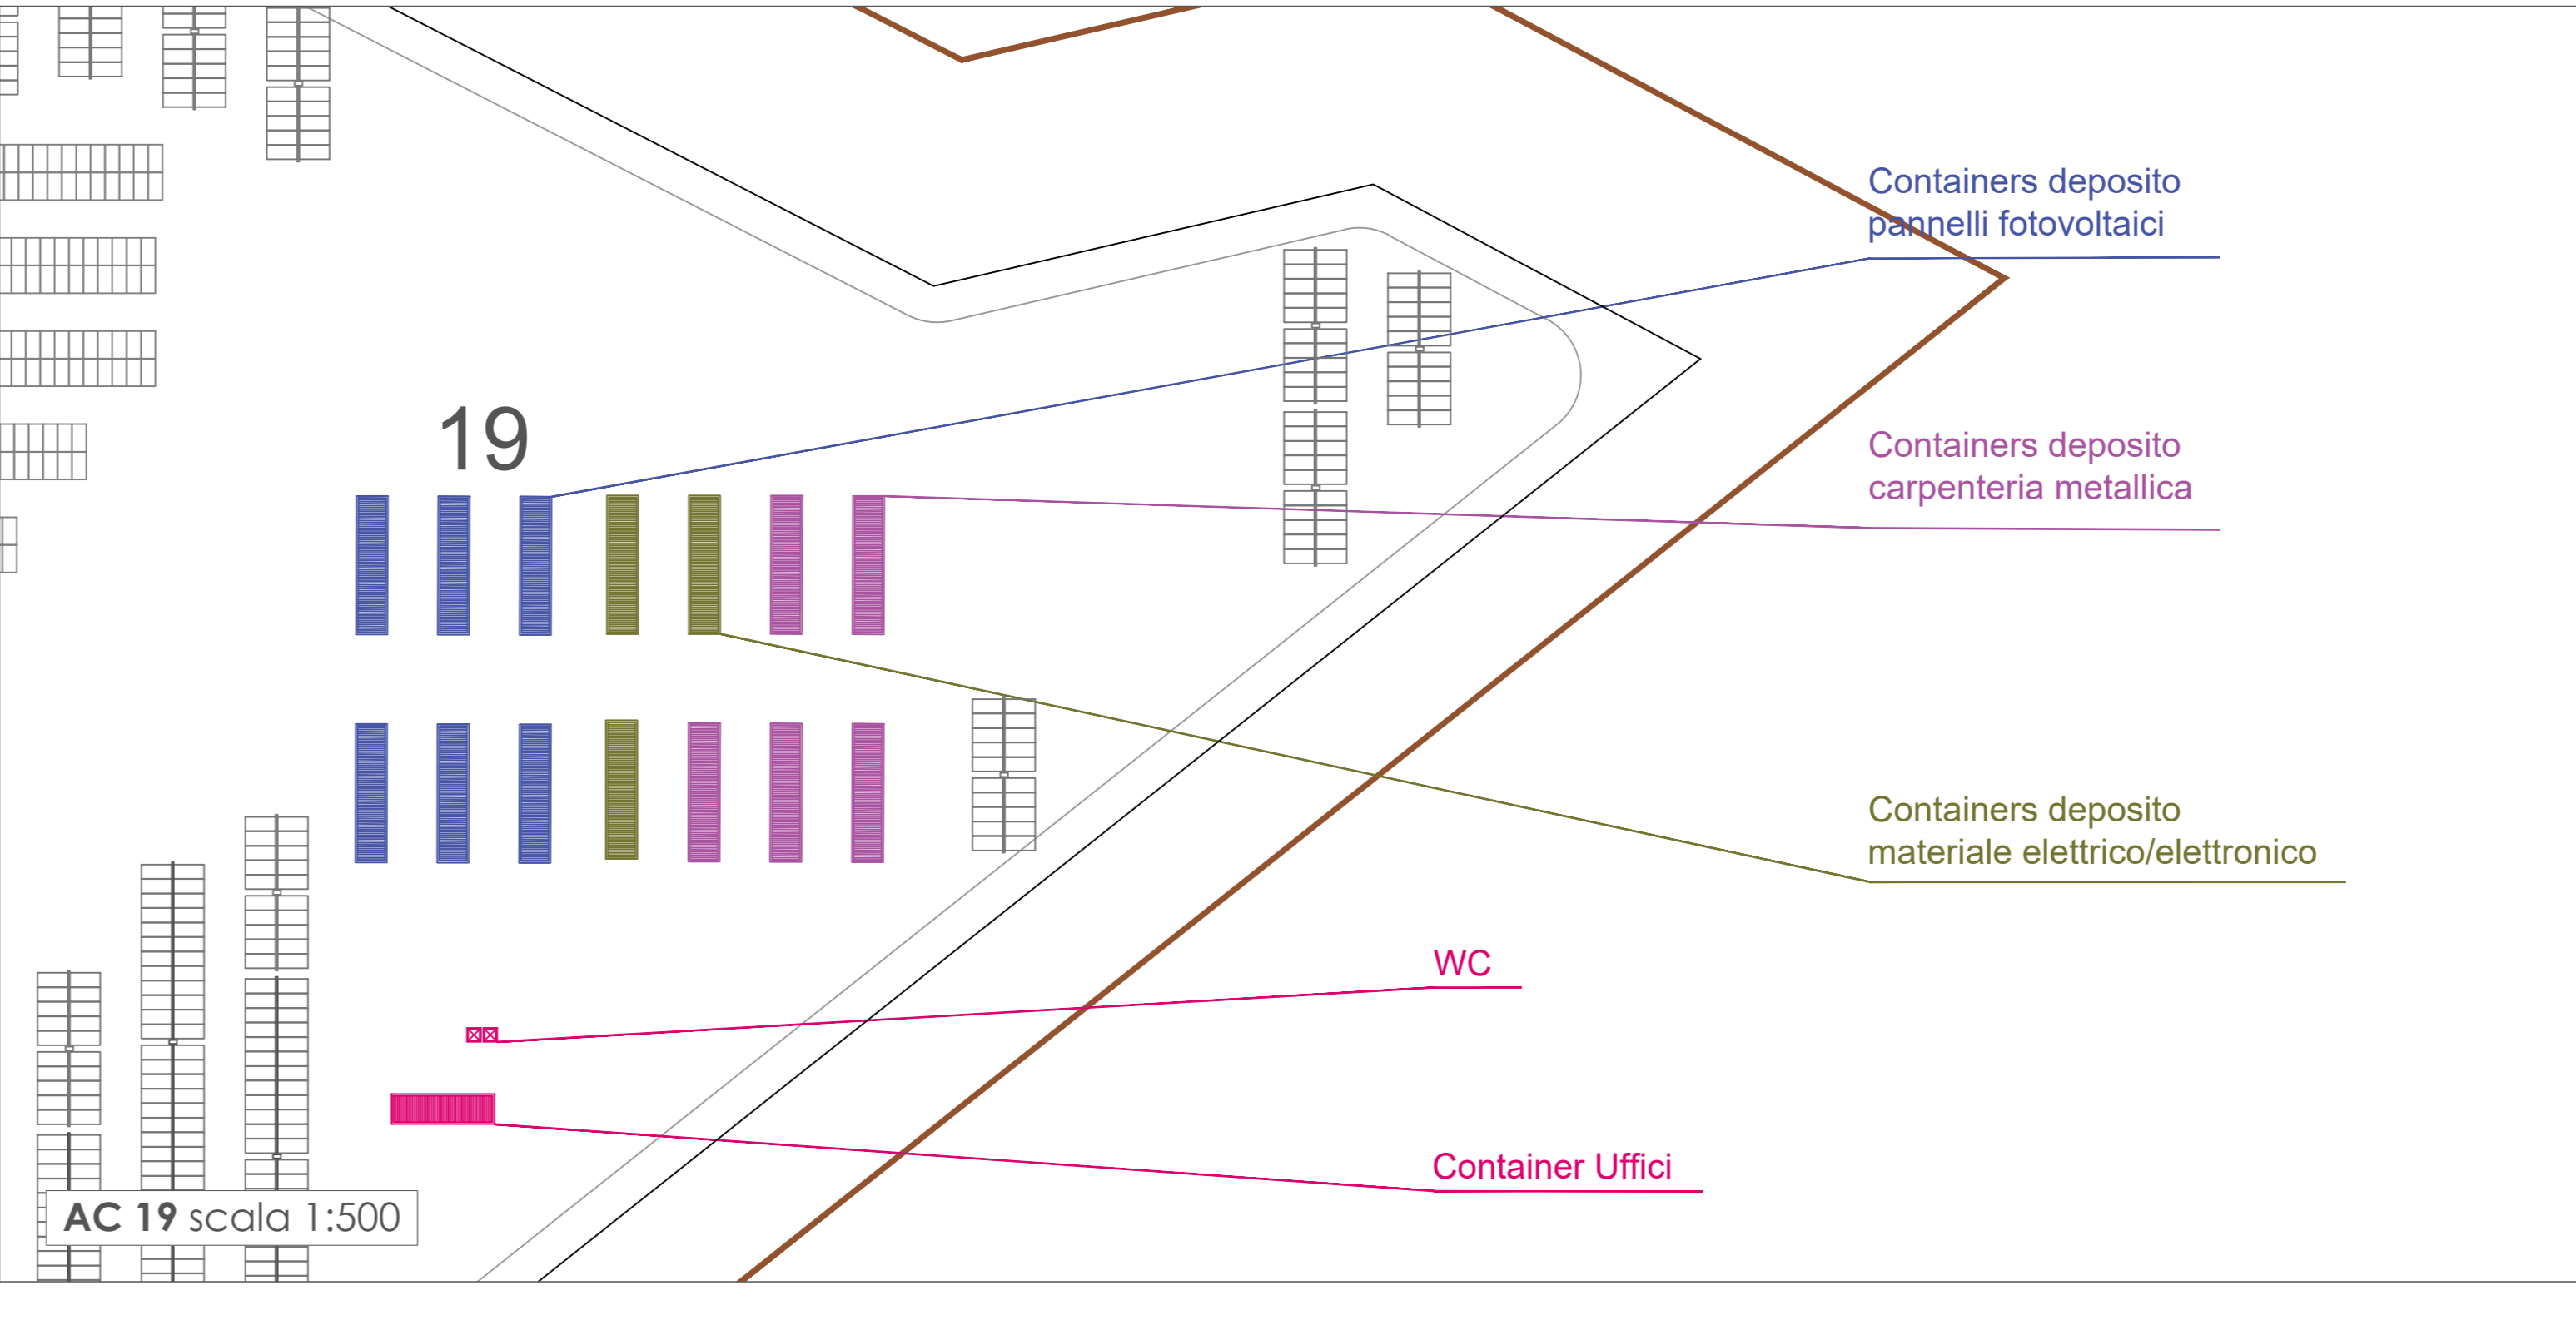 Containers deposito
pannelli fotovoltaici
19
Containers deposito
carpenteria metallica
Containers deposito
materiale elettrico/elettronico
WC
Container Uffici
AC 19 scala 1:500